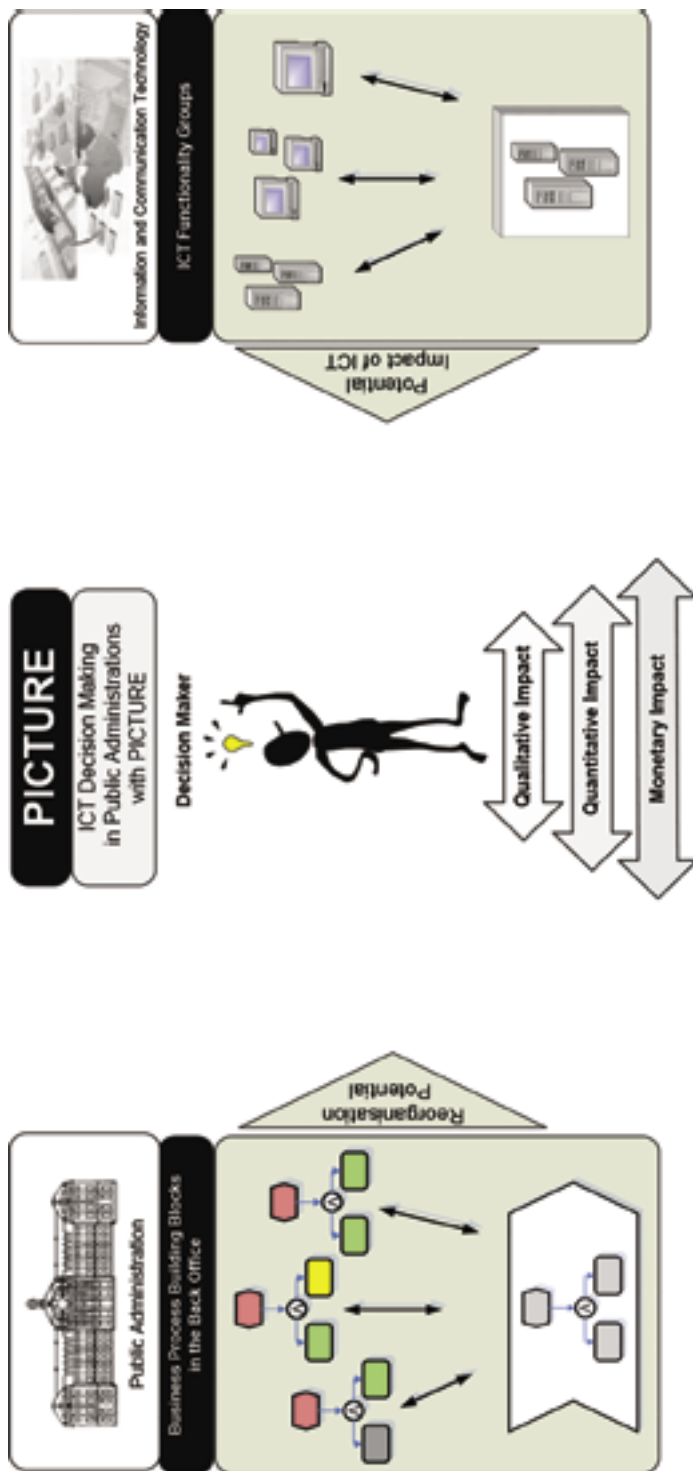 Public Administration
Business Process Building Blocks
in the Back Office
Reorganisation
Potential
PICTURE
ICT Decision Making
in Public Administrations
with PICTURE
Decision Maker
Qualitative Impact
Quantitative Impact
Monetary Impact
Information and Communication Technology
ICT Functionality Groups
Potential
Impact of ICT
V
V
V
V